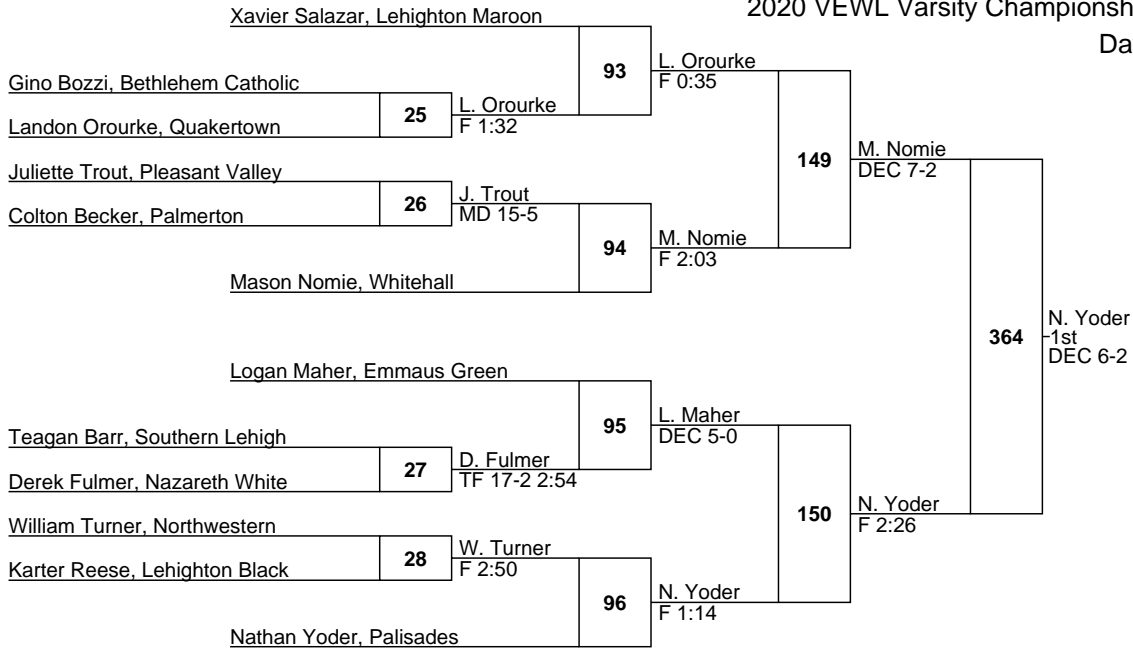 2020 VEWL Varsity Championsh
Da
Xavier Salazar, Lehighton Maroon
93
L. Orourke
F 0:35
Gino Bozzi, Bethlehem Catholic
25
L. Orourke
F 1:32
Landon Orourke, Quakertown
149
M. Nomie
DEC 7-2
Juliette Trout, Pleasant Valley
26
J. Trout
MD 15-5
Colton Becker, Palmerton
94
M. Nomie
F 2:03
Mason Nomie, Whitehall
364
N. Yoder
1st
DEC 6-2
Logan Maher, Emmaus Green
95
L. Maher
DEC 5-0
Teagan Barr, Southern Lehigh
27
D. Fulmer
TF 17-2 2:54
Derek Fulmer, Nazareth White
150
N. Yoder
F 2:26
William Turner, Northwestern
28
W. Turner
F 2:50
Karter Reese, Lehighton Black
96
N. Yoder
F 1:14
Nathan Yoder, Palisades